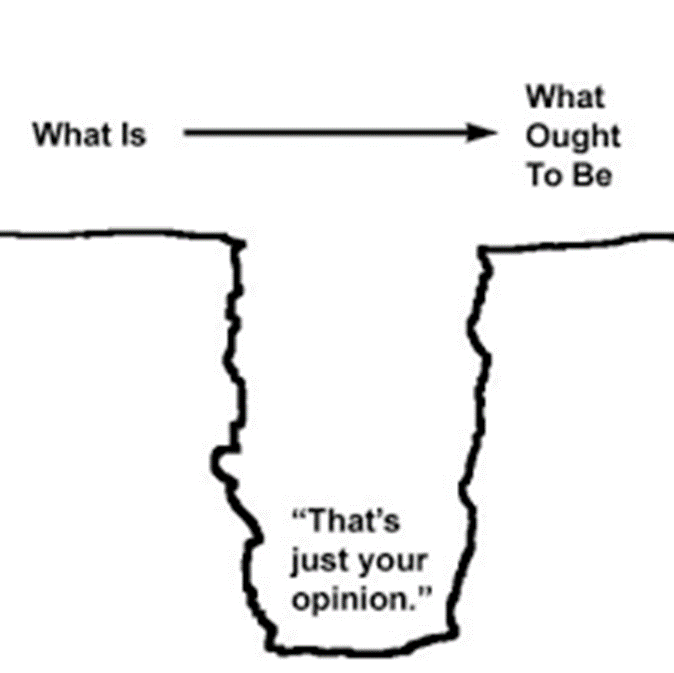 What Is
What
Ought
To Be
“That’s
just your
opinion.”